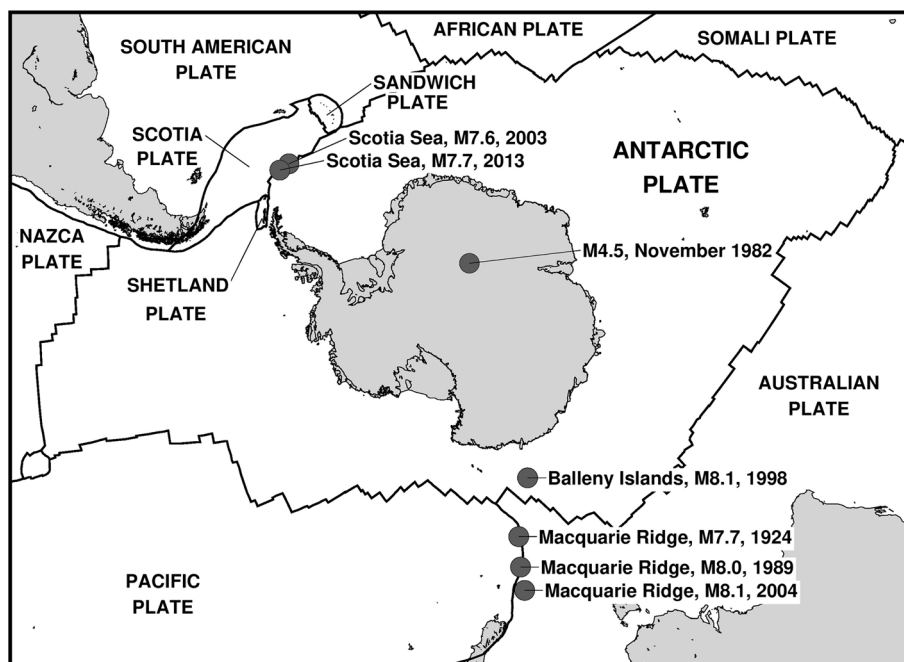 AFRICAN PLATE
SOMALI PLATE
SOUTH AMERICAN
PLATE
SANDWICH
PLATE
SCOTIA
PLATE
Scotia Sea, M7.6, 2003
Scotia Sea, M7.7, 2013
ANTARCTIC
PLATE
NAZCA
PLATE
M4.5, November 1982
SHETLAND
PLATE
AUSTRALIAN
PLATE
Balleny Islands, M8.1, 1998
Macquarie Ridge, M7.7, 1924
Macquarie Ridge, M8.0, 1989
Macquarie Ridge, M8.1, 2004
PACIFIC
PLATE